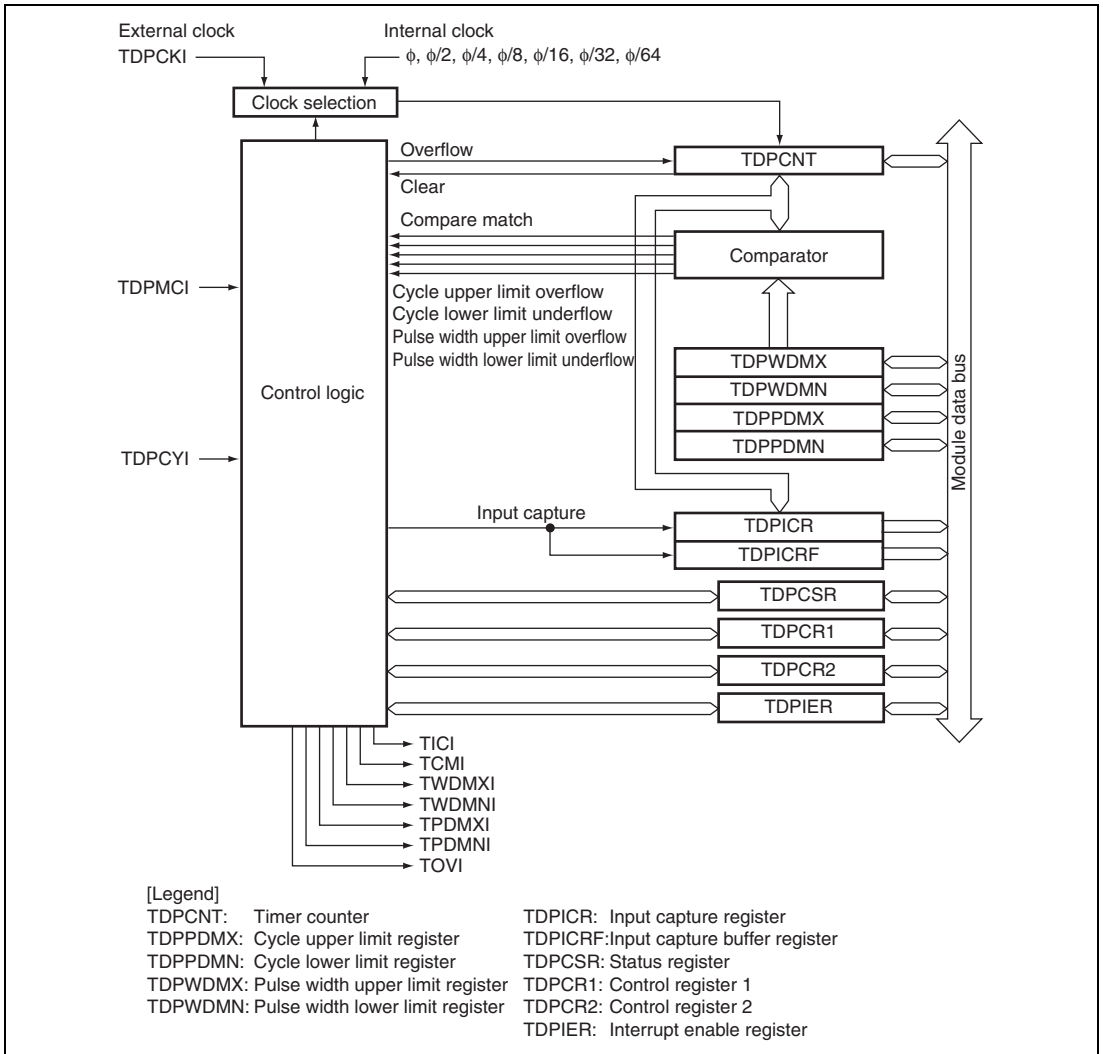 External clock
Internal clock
TDPCKI
ϕ, ϕ/2, ϕ/4, ϕ/8, ϕ/16, ϕ/32, ϕ/64
Clock selection
Overflow
TDPCNT
Clear
Compare match
Comparator
TDPMCI
Cycle upper limit overflow
Cycle lower limit underflow
Pulse width upper limit overflow
Pulse width lower limit underflow
TDPWDMX
TDPWDMN
TDPPDMX
TDPPDMN
Control logic
Module data bus
TDPCYI
Input capture
TDPICR
TDPICRF
TDPCSR
TDPCR1
TDPCR2
TDPIER
TICI
TCMI
TWDMXI
TWDMNI
TPDMXI
TPDMNI
TOVI
[Legend]
TDPCNT: Timer counter
TDPPDMX: Cycle upper limit register
TDPPDMN: Cycle lower limit register
TDPWDMX: Pulse width upper limit register
TDPWDMN: Pulse width lower limit register
TDPICR: Input capture register
TDPICRF:Input capture buffer register
TDPCSR: Status register
TDPCR1: Control register 1
TDPCR2: Control register 2
TDPIER: Interrupt enable register